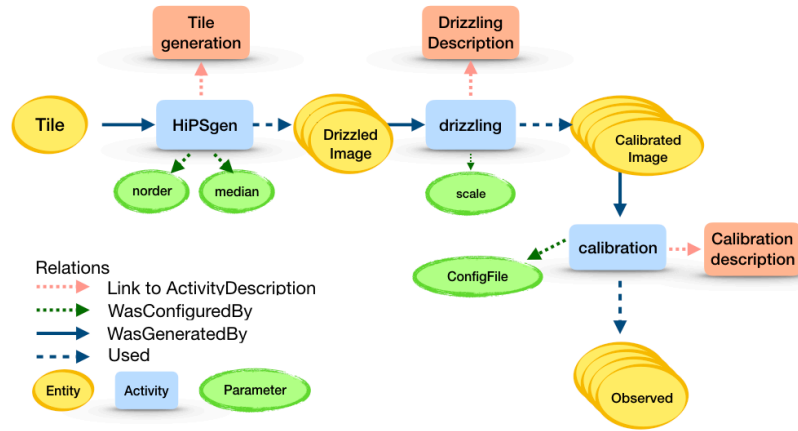 Tile
generation
Drizzling
Description
Tile
HiPSgen
Drizzled
Image
drizzling
Calibrated
Image
norder
median
scale
calibration
Calibration
description
ConfigFile
Relations
Link to ActivityDescription
WasConfiguredBy
WasGeneratedBy
Used
Entity
Activity
Parameter
Observed